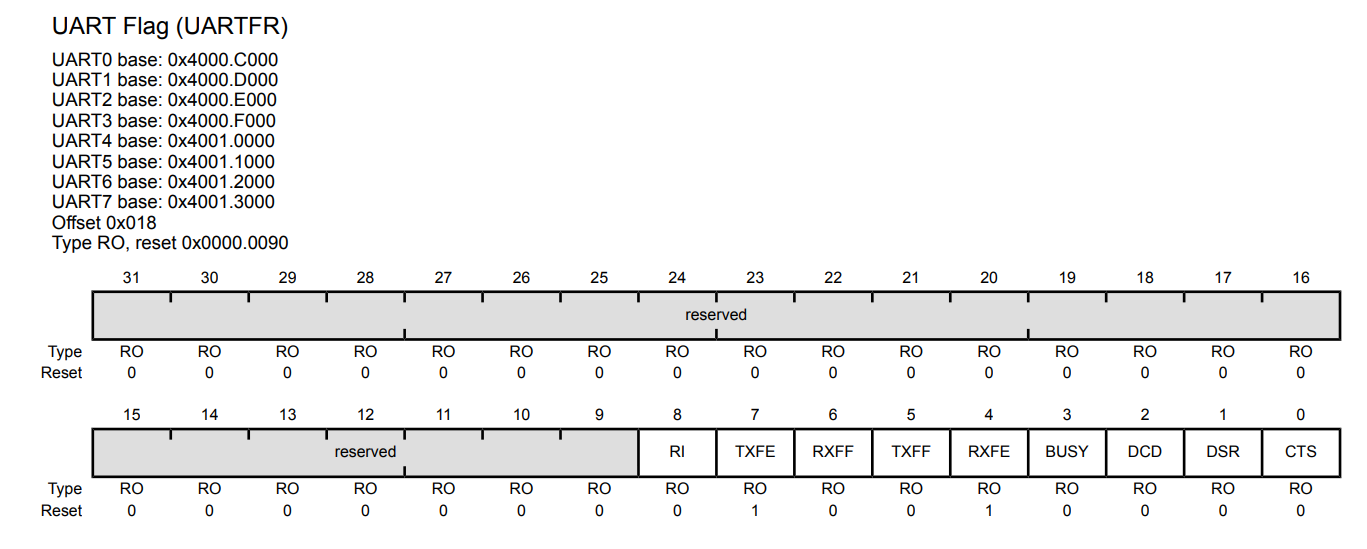 UART Flag (UARTFR)
UART0 base: 0x4000.C000
UART1 base: 0x4000.D000
UART2 base: 0x4000.E000
UART3 base: 0x4000.F000
UART4 base: 0x4001.0000
UART5 base: 0x4001.1000
UART6 base: 0x4001.2000
UART7 base: 0x4001.3000
Offset 0x018
Type RO, reset 0x0000.0090
31 30 29 28 27 26 25 24 23 22 21 20 19 18 17 16
reserved
Type RO RO RO RO RO RO RO RO RO RO RO RO RO RO RO RO
Reset 0 0 0 0 0 0 0 0 0 0 0 0 0 0 0 0
15 14 13 12 11 10 9 8 7 6 5 4 3 2 1 0
reserved RI TXFE RXFF TXFF RXFE BUSY DCD DSR CTS
Type RO RO RO RO RO RO RO RO RO RO RO RO RO RO RO RO
Reset 0 0 0 0 0 0 0 0 1 0 0 1 0 0 0 0